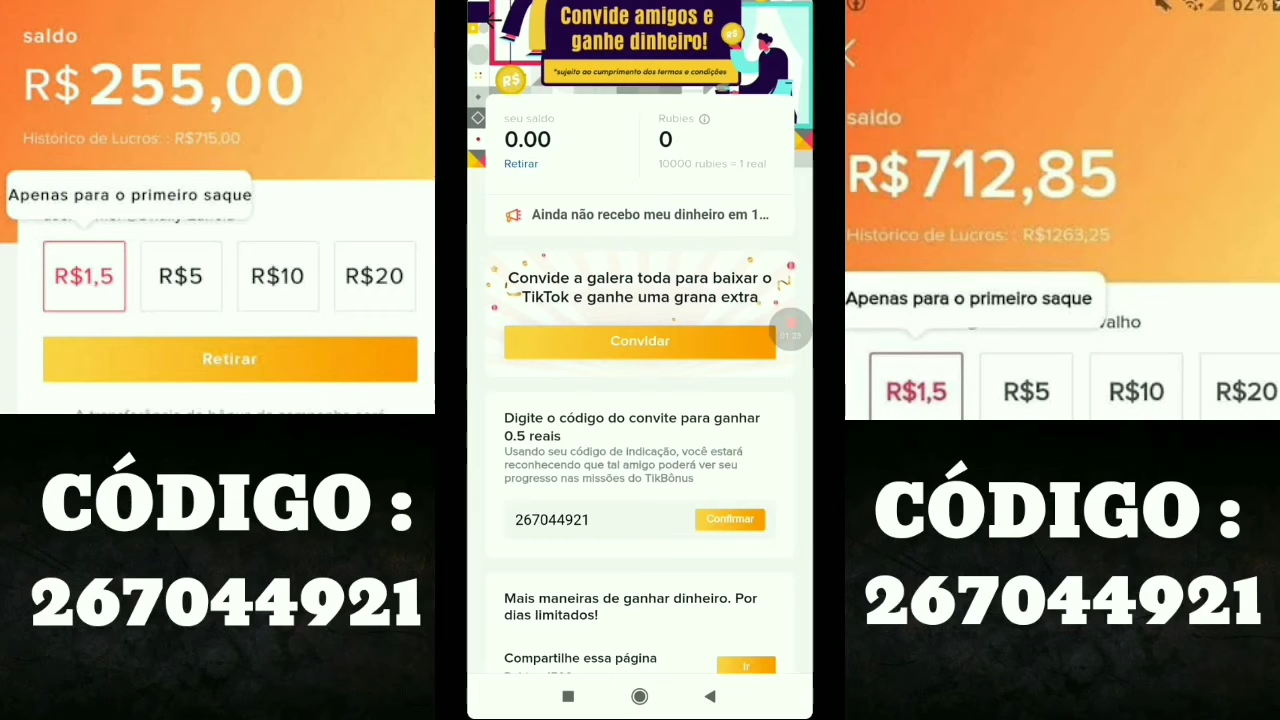 saldo
R$ 255,00
Histórico de Lucros: : R$715,00
Apenas para o primeiro saque
R$1,5
R$5
R$10
R$20
Retirar
CÓDIGO :
267044921
Convide amigos e
ganhe dinheiro!
*sujeito ao cumprimento dos termos e condições
R$
R$
seu saldo
0.00
Retirar
Rubies
0
10000 rubies = 1 real
Ainda não recebo meu dinheiro em 1...
Convide a galera toda para baixar o
TikTok e ganhe uma grana extra
Convidar
01:23
Digite o código do convite para ganhar
0.5 reais
Usando seu código de indicação, você estará
reconhecendo que tal amigo poderá ver seu
progresso nas missões do TikBônus
267044921
Confirmar
Mais maneiras de ganhar dinheiro. Por
dias limitados!
Compartilhe essa página
Ir
62%
saldo
R$ 712,85
Histórico de Lucros: : R$1263,25
Apenas para o primeiro saque
valho
R$1,5
R$5
R$10
R$20
CÓDIGO :
267044921